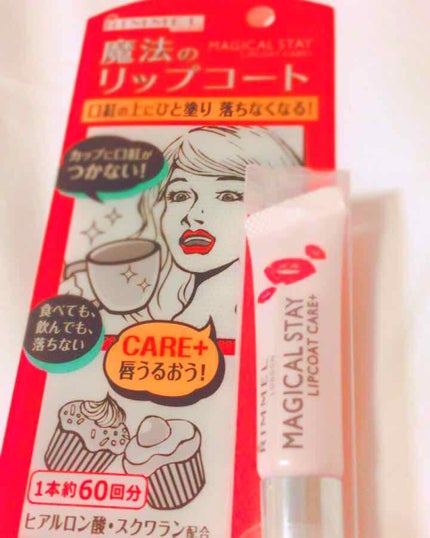 RIMMEL
魔法の
MAGICAL STAY
LIPCOAT CARE+
リップコート
口紅の上にひと塗り 落ちなくなる!
カップに口紅が
つかない!
食べても、
飲んでも、
落ちない
CARE+
唇うるおう!
1本約60回分
ヒアルロン酸・スクワラン配合
RIMMEL
LONDON
MAGICAL STAY
LIPCOAT CARE+